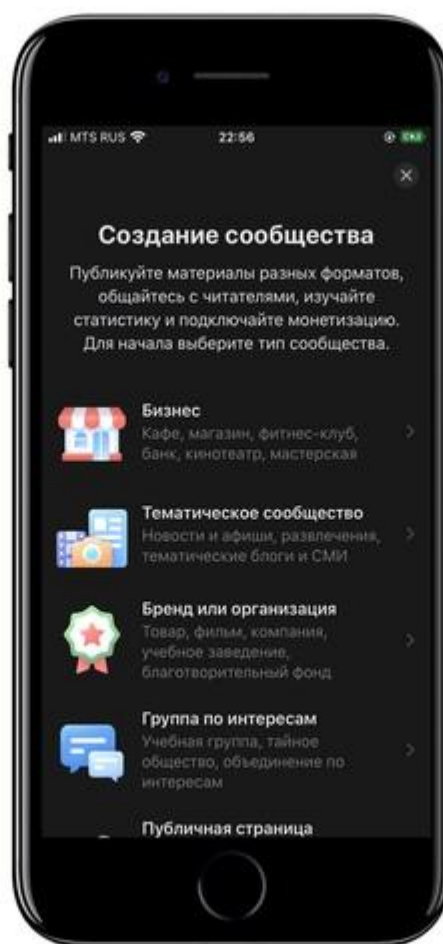 MTS RUS
22:56
Создание сообщества
Публикуйте материалы разных форматов,
общайтесь с читателями, изучайте
статистику и подключайте монетизацию.
Для начала выберите тип сообщества.
Бизнес
Кафе, магазин, фитнес-клуб,
банк, кинотеатр, мастерская
Тематическое сообщество
Новости и афиши, развлечения,
тематические блоги и СМИ
Бренд или организация
Товар, фильм, компания,
учебное заведение,
благотворительный фонд
Группа по интересам
Учебная группа, тайное
общество, объединение по
интересам
Публичная страница